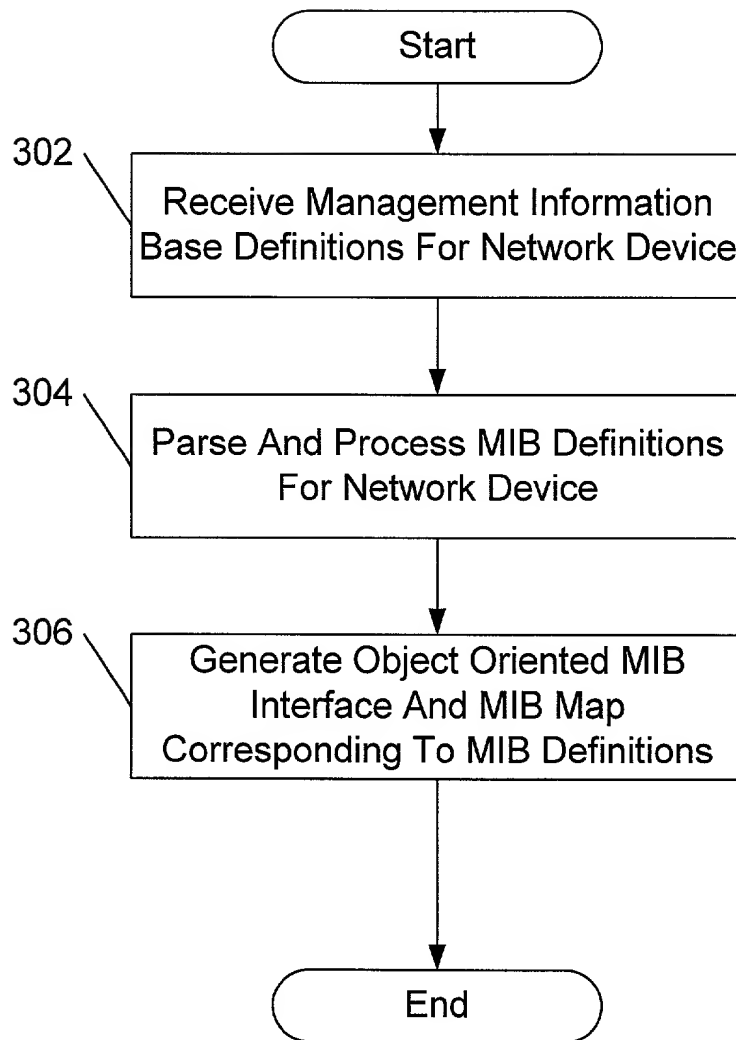 Start
302
Receive Management Information
Base Definitions For Network Device
304
Parse And Process MIB Definitions
For Network Device
306
Generate Object Oriented MIB
Interface And MIB Map
Corresponding To MIB Definitions
End